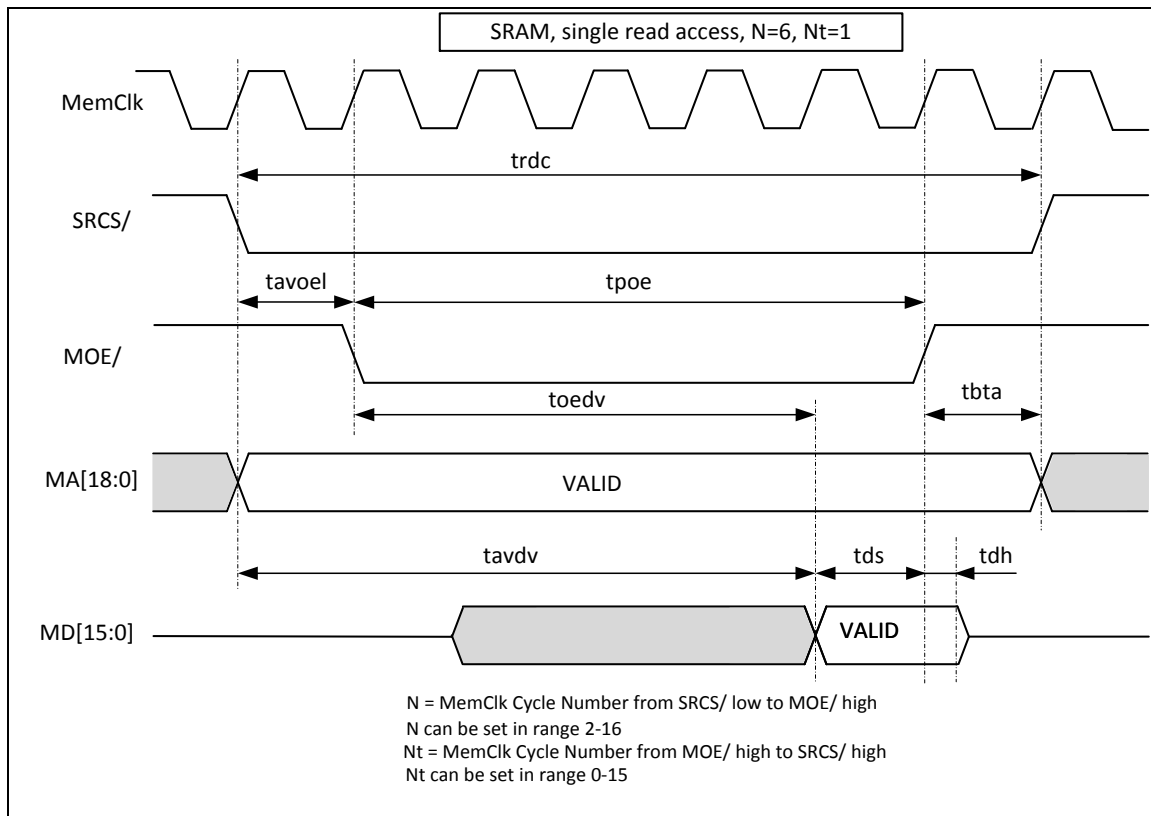 SRAM, single read access, N=6, Nt=1
MemClk
trdc
SRCS/
tavoel
tpoe
MOE/
toedv
tbta
MA[18:0]
VALID
tavdv
tds
tdh
MD[15:0]
VALID
N = MemClk Cycle Number from SRCS/ low to MOE/ high
N can be set in range 2-16
Nt = MemClk Cycle Number from MOE/ high to SRCS/ high
Nt can be set in range 0-15